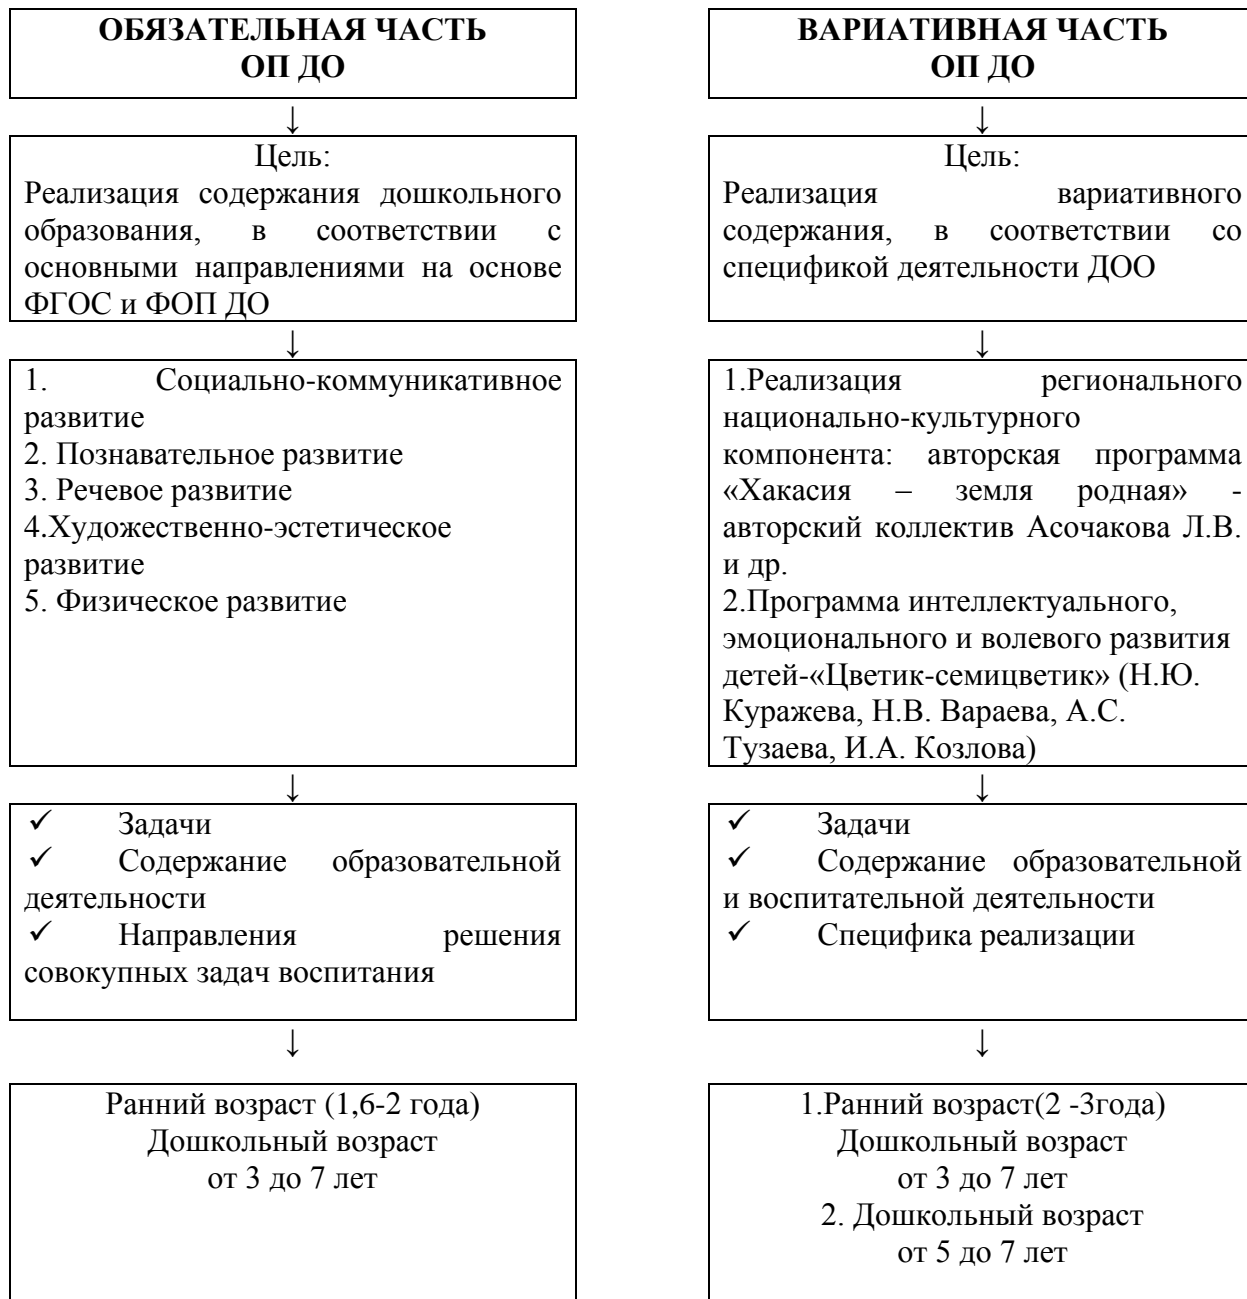 ОБЯЗАТЕЛЬНАЯ ЧАСТЬ
ОП ДО
↓
Цель:
Реализация содержания дошкольного
образования, в соответствии с
основными направлениями на основе
ФГОС и ФОП ДО
↓
1. Социально-коммуникативное
развитие
2. Познавательное развитие
3. Речевое развитие
4.Художественно-эстетическое
развитие
5. Физическое развитие
↓
✓ Задачи
✓ Содержание образовательной
деятельности
✓ Направления решения
совокупных задач воспитания
↓
Ранний возраст (1,6-2 года)
Дошкольный возраст
от 3 до 7 лет
ВАРИАТИВНАЯ ЧАСТЬ
ОП ДО
↓
Цель:
Реализация вариативного
содержания, в соответствии со
спецификой деятельности ДОО
↓
1.Реализация регионального
национально-культурного
компонента: авторская программа
«Хакасия – земля родная» -
авторский коллектив Асочакова Л.В.
и др.
2.Программа интеллектуального,
эмоционального и волевого развития
детей-«Цветик-семицветик» (Н.Ю.
Куражева, Н.В. Вараева, А.С.
Тузаева, И.А. Козлова)
↓
✓ Задачи
✓ Содержание образовательной
и воспитательной деятельности
✓ Специфика реализации
↓
1.Ранний возраст(2 -3года)
Дошкольный возраст
от 3 до 7 лет
2. Дошкольный возраст
от 5 до 7 лет